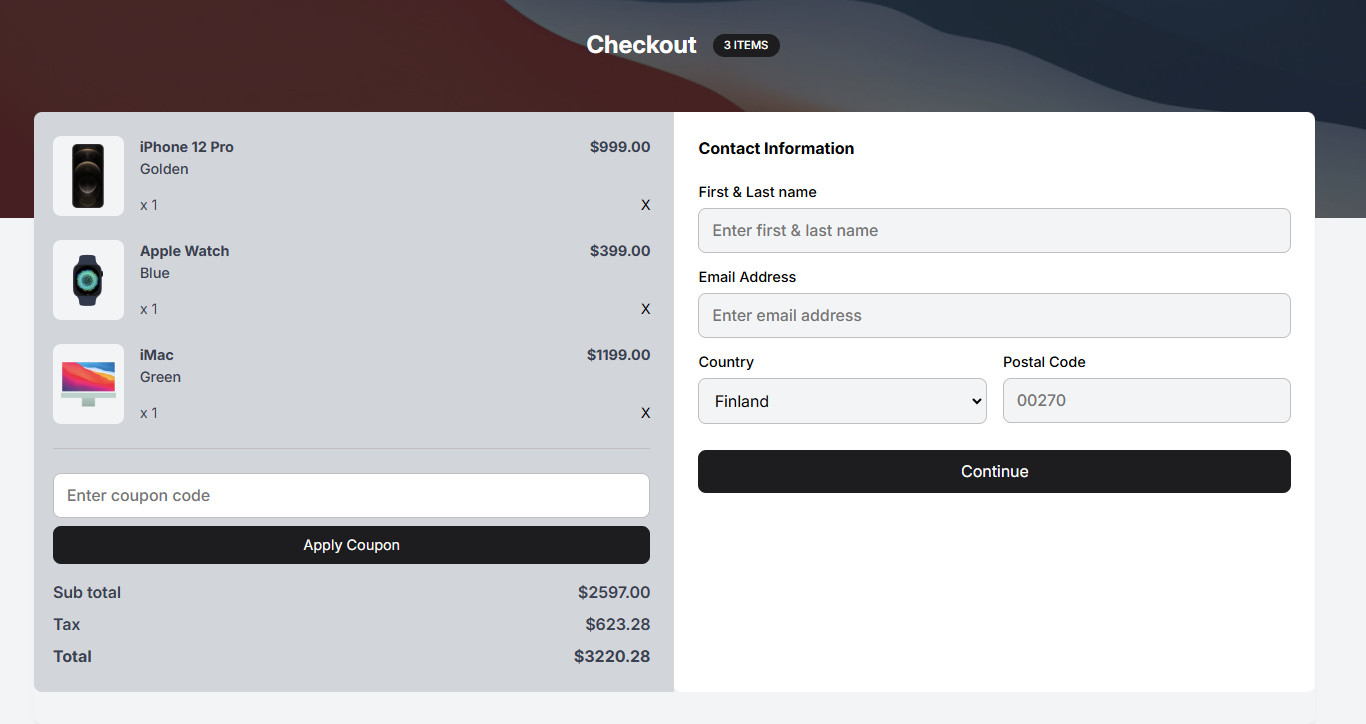 Checkout 3 ITEMS
iPhone 12 Pro $999.00
Golden
x 1 X
Apple Watch $399.00
Blue
x 1 X
iMac $1199.00
Green
x 1 X
Enter coupon code
Apply Coupon
Sub total $2597.00
Tax $623.28
Total $3220.28
Contact Information
First & Last name
Enter first & last name
Email Address
Enter email address
Country Postal Code
Finland 00270
Continue